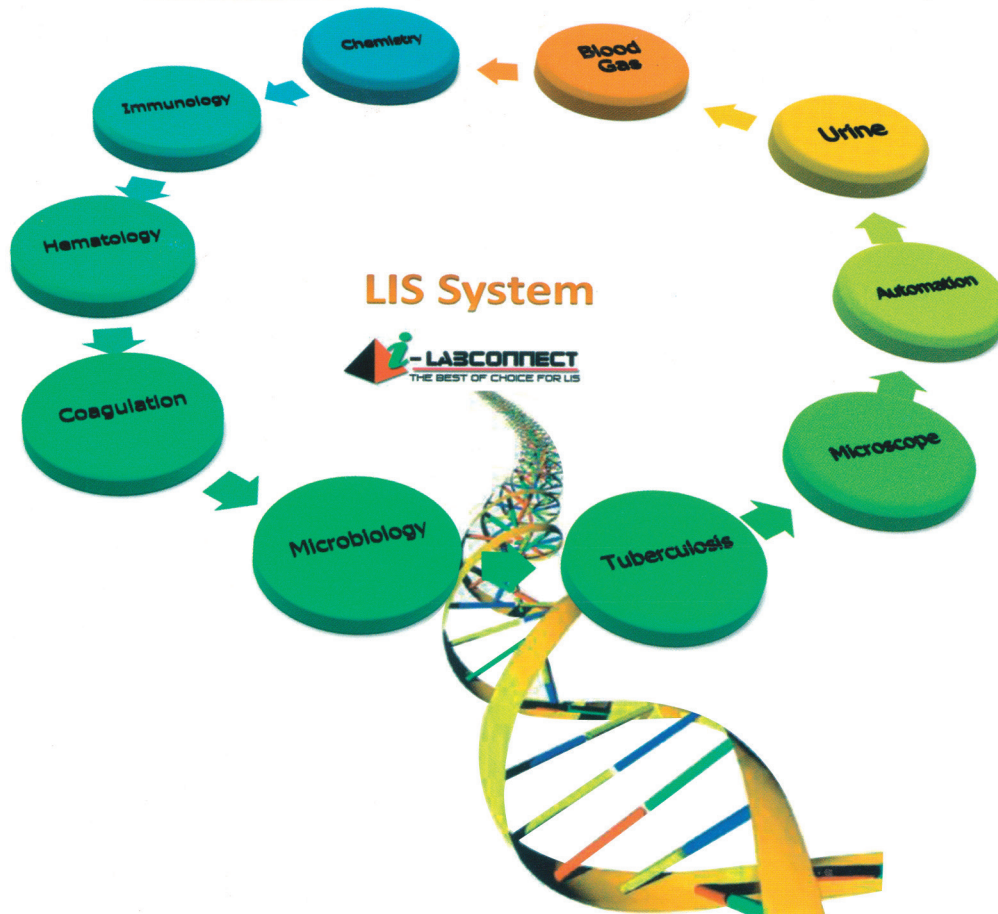 Chemistry
Blood
Gas
Immunology
Urine
Hematology
Automation
LIS System
i-LABCONNECT
THE BEST OF CHOICE FOR LIS
Coagulation
Microscope
Microbiology
Tuberculosis